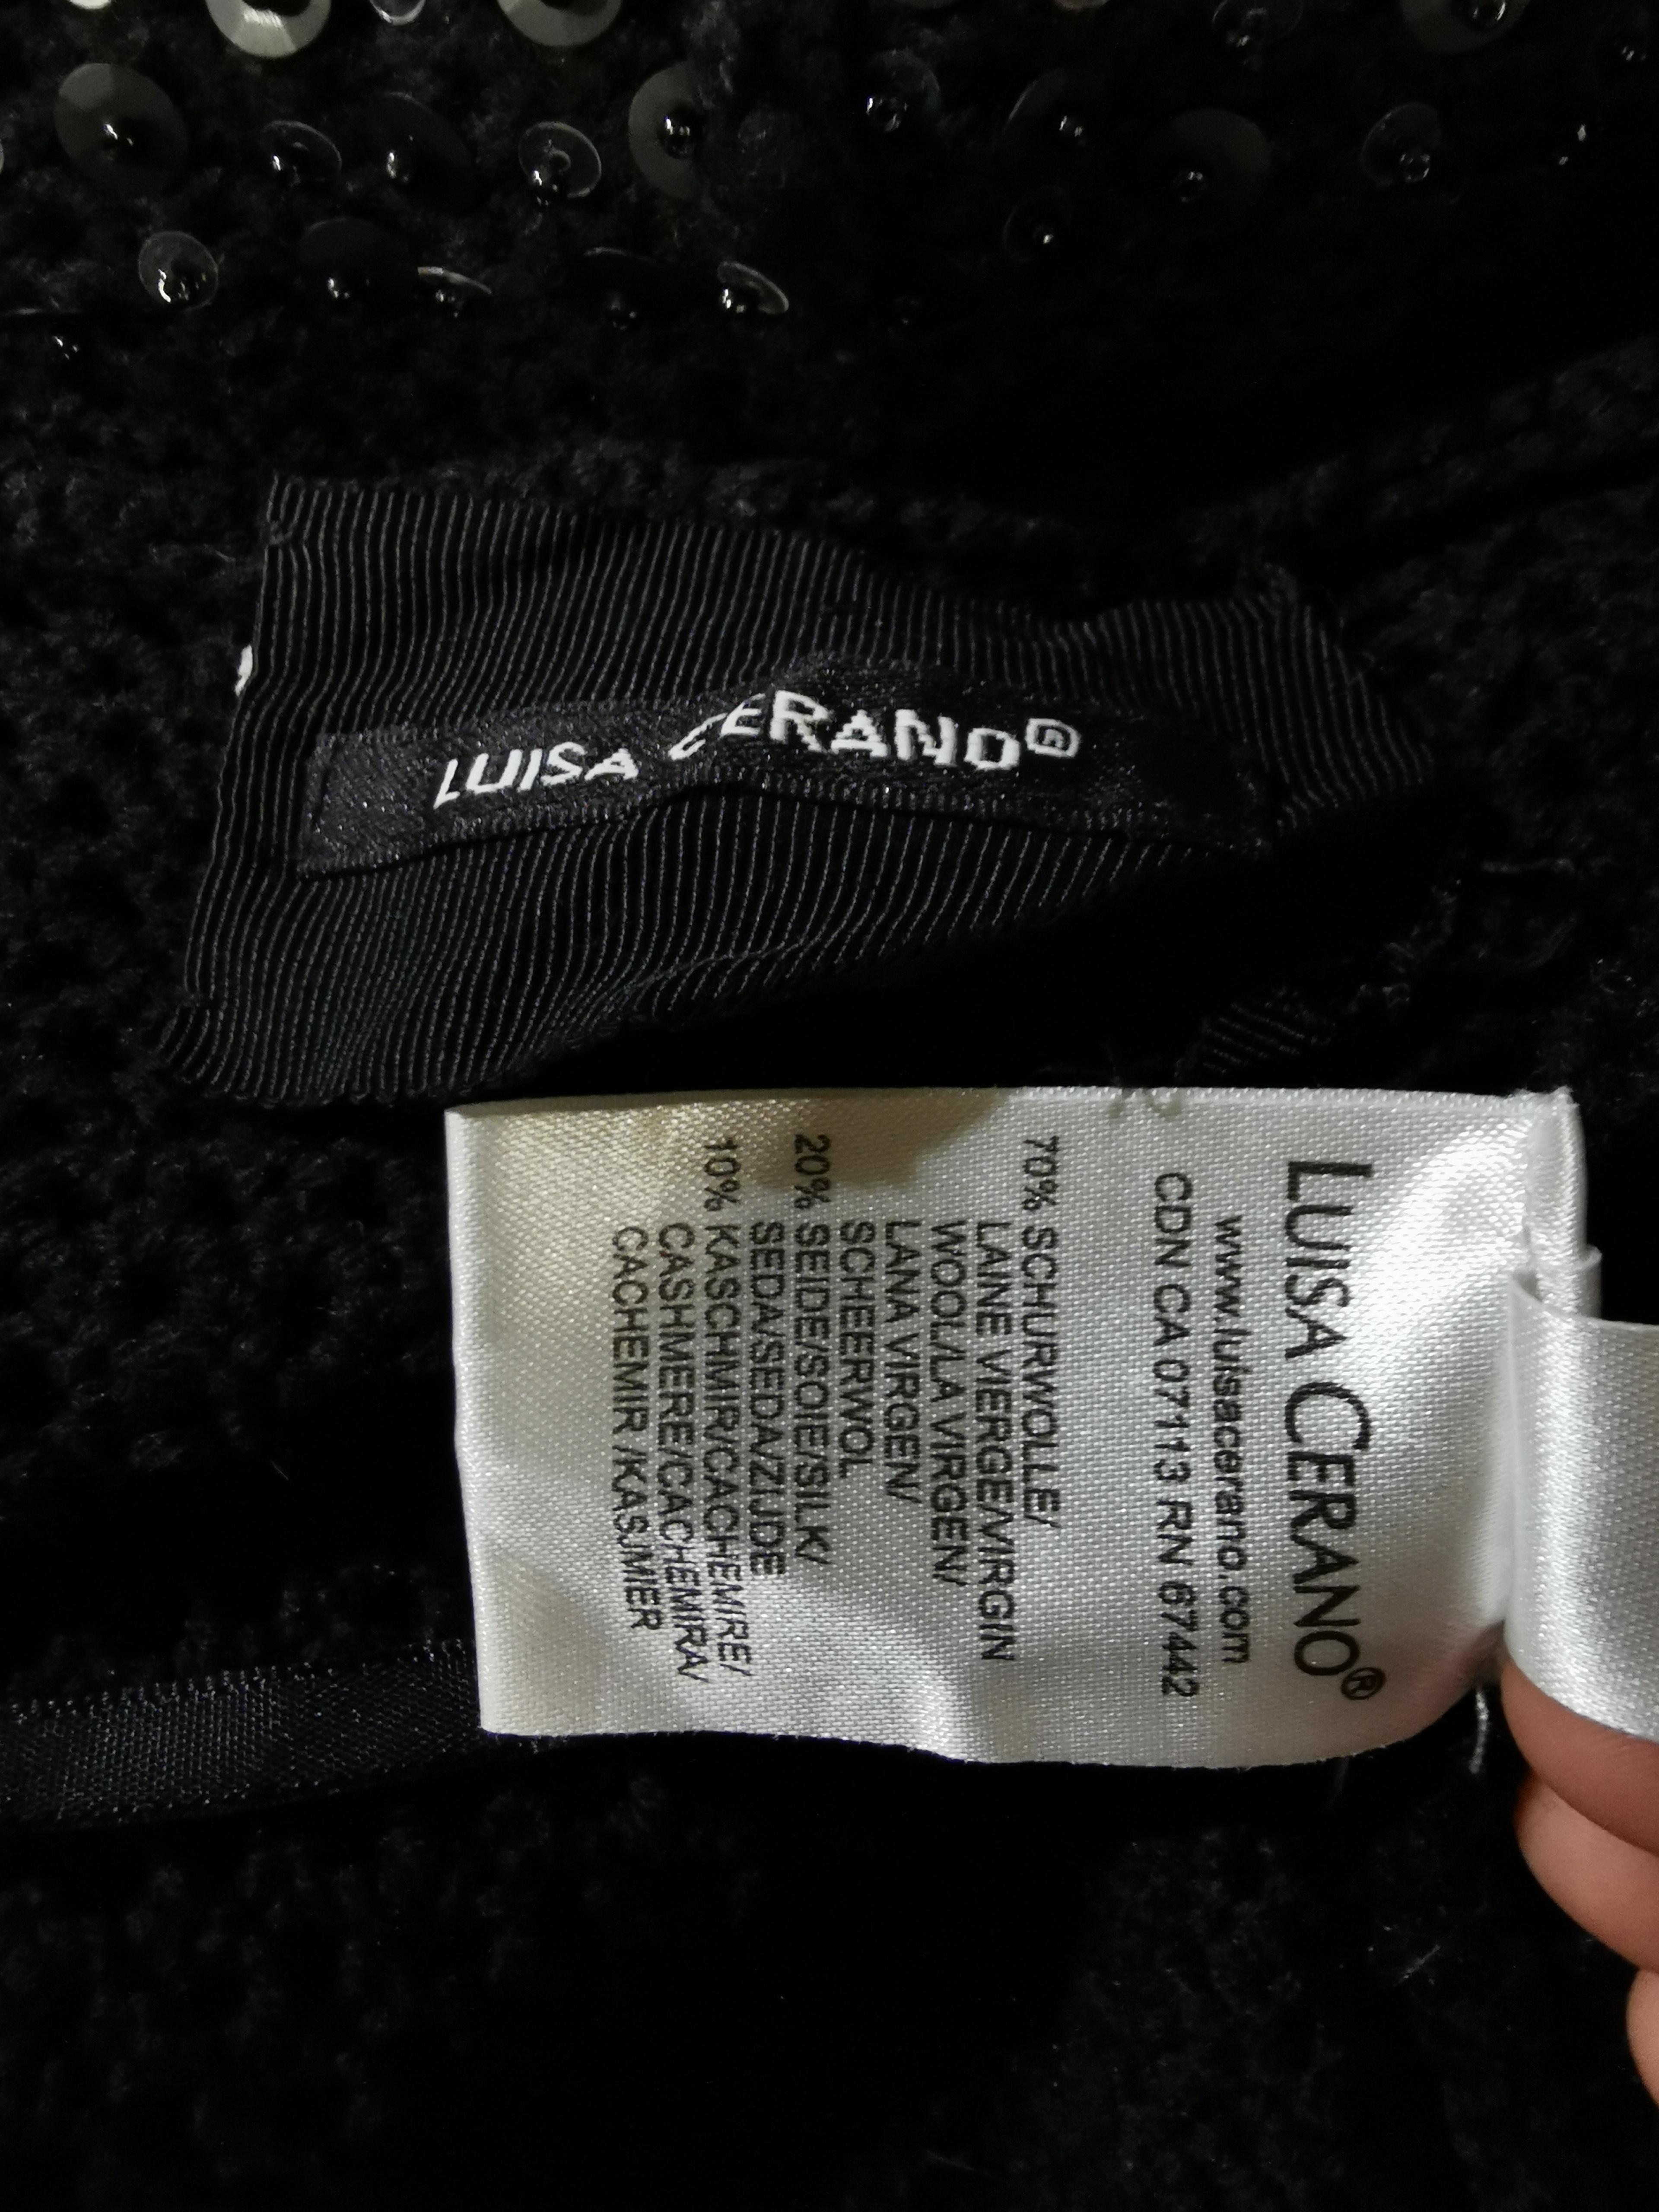 LUISA CERANO®
LUISA CERANO®
www.luisacerano.com
CDN CA 07113 RN 67442
70% SCHURWOLLE/
LAINE VIERGE/VIRGIN
WOOL/LA VIRGEN/
LANA VIRGEN/
SCHEERWOL
20% SEIDE/SOIE/SILK/
SEDA/SEDA/ZIJDE
10% KASCHMIR/CACHEMIRE/
CASHMERE/CACHEMIRA/
CACHEMIR /KASJMIER